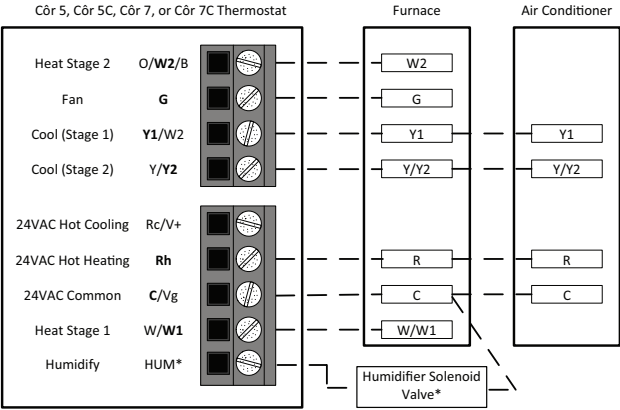 Côr 5, Côr 5C, Côr 7, or Côr 7C Thermostat Furnace Air Conditioner
Heat Stage 2 O/W2/B W2
Fan G G
Cool (Stage 1) Y1/W2 Y1 Y1
Cool (Stage 2) Y/Y2 Y/Y2 Y/Y2
24VAC Hot Cooling Rc/V+
24VAC Hot Heating Rh R R
24VAC Common C/Vg C C
Heat Stage 1 W/W1 W/W1
Humidify HUM*
Humidifier Solenoid
Valve*